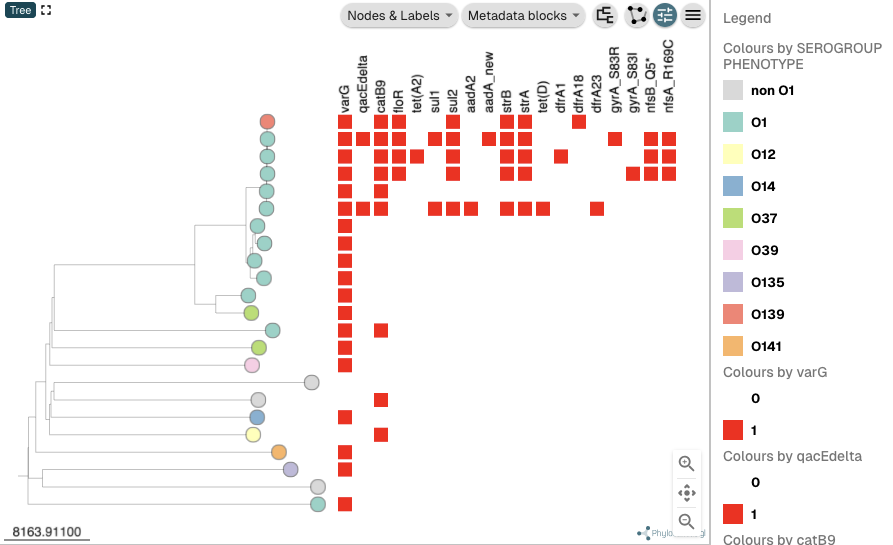 Tree
Nodes & Labels
Metadata blocks
varG
qacEdelta
catB9
floR
tet(A2)
sul1
sul2
aadA2
aadA_new
strB
strA
tet(D)
dfrA1
dfrA18
dfrA23
gyrA_S83R
gyrA_S83I
nfsB_Q5*
nfsA_R169C
8163.91100
Legend
Colours by SEROGROUP
PHENOTYPE
non O1
O1
O12
O14
O37
O39
O135
O139
O141
Colours by varG
0
1
Colours by qacEdelta
0
1
Colours by catB9